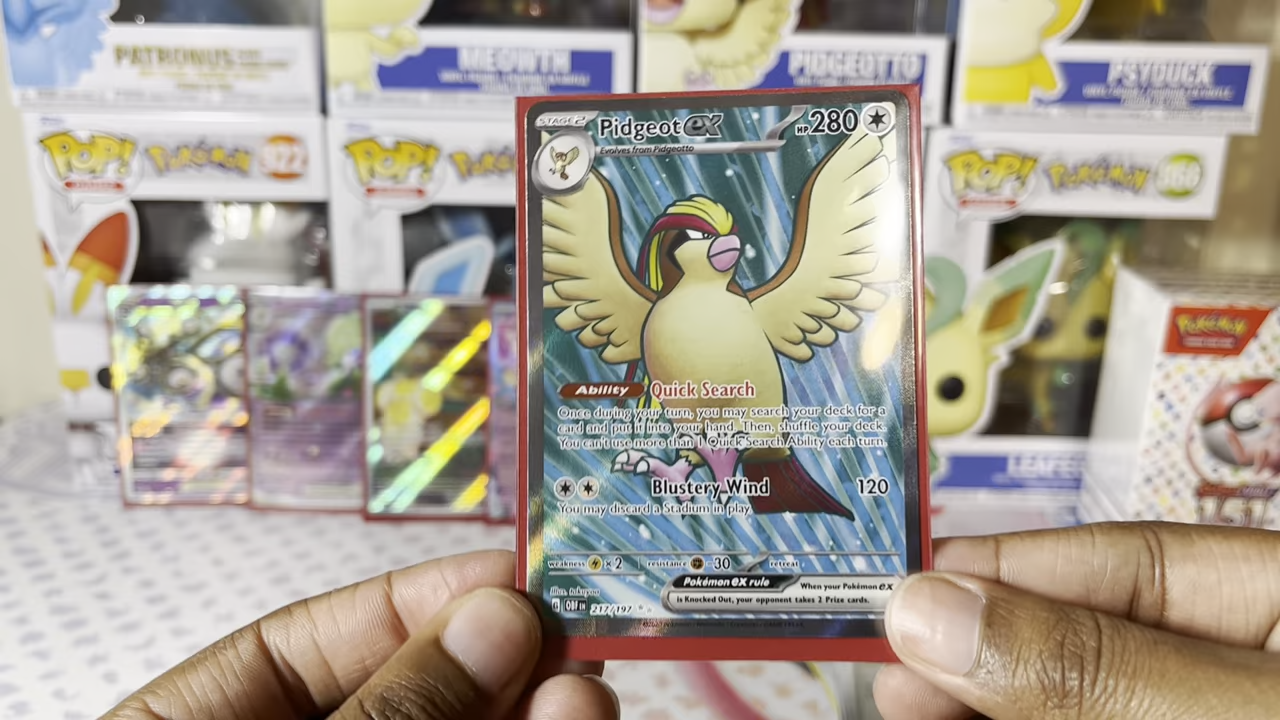 PATRONUS
MEOWTH
PIDGEOTTO
PSYDUCK
POP!
Pokémon
922
POP!
POP!
Pokémon
866
STAGE 2
Pidgeot ex
HP 280
Evolves from Pidgeotto
Ability Quick Search
Once during your turn, you may search your deck for a
card and put it into your hand. Then, shuffle your deck.
You can't use more than 1 Quick Search Ability each turn.
Blustery Wind 120
You may discard a Stadium in play.
weakness ×2 resistance -30 retreat
Pokémon ex rule
When your Pokémon ex
is Knocked Out, your opponent takes 2 Prize cards.
G OBF EN 217/197
Pokémon
151